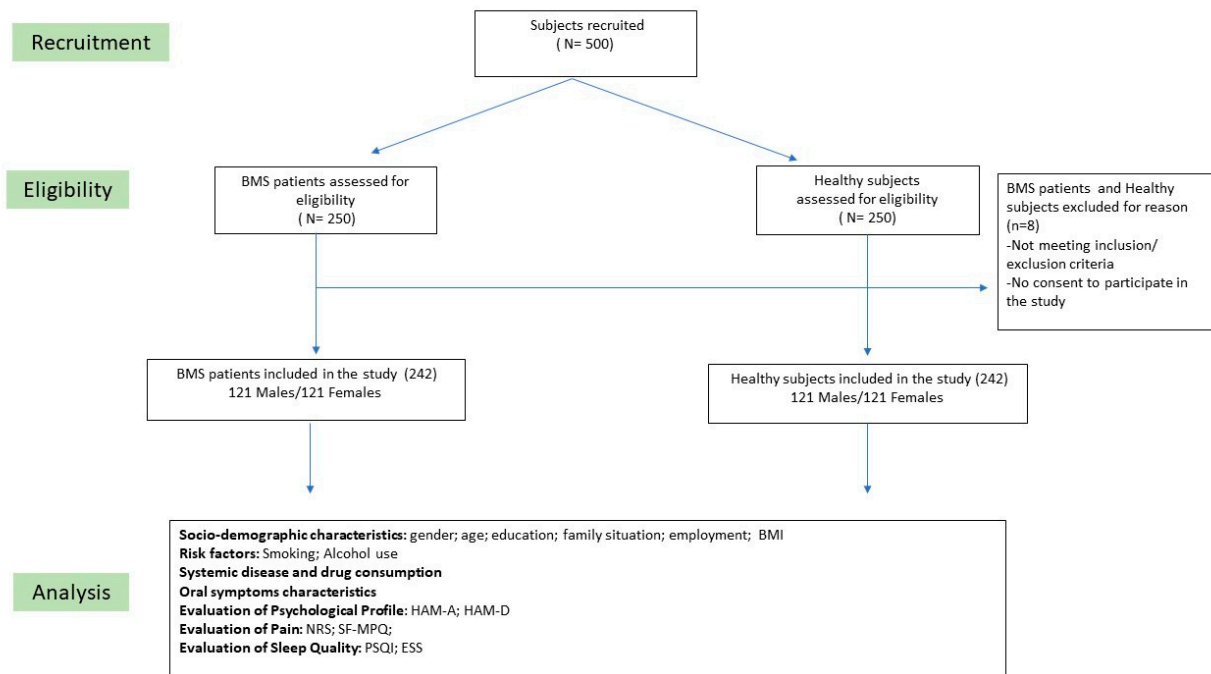 Recruitment
Subjects recruited
( N= 500)
Eligibility
BMS patients assessed for
eligibility
( N= 250)
Healthy subjects
assessed for eligibility
( N= 250)
BMS patients and Healthy
subjects excluded for reason
(n=8)
-Not meeting inclusion/
exclusion criteria
-No consent to participate in
the study
BMS patients included in the study (242)
121 Males/121 Females
Healthy subjects included in the study (242)
121 Males/121 Females
Analysis
Socio-demographic characteristics: gender; age; education; family situation; employment; BMI
Risk factors: Smoking; Alcohol use
Systemic disease and drug consumption
Oral symptoms characteristics
Evaluation of Psychological Profile: HAM-A; HAM-D
Evaluation of Pain: NRS; SF-MPQ;
Evaluation of Sleep Quality: PSQI; ESS